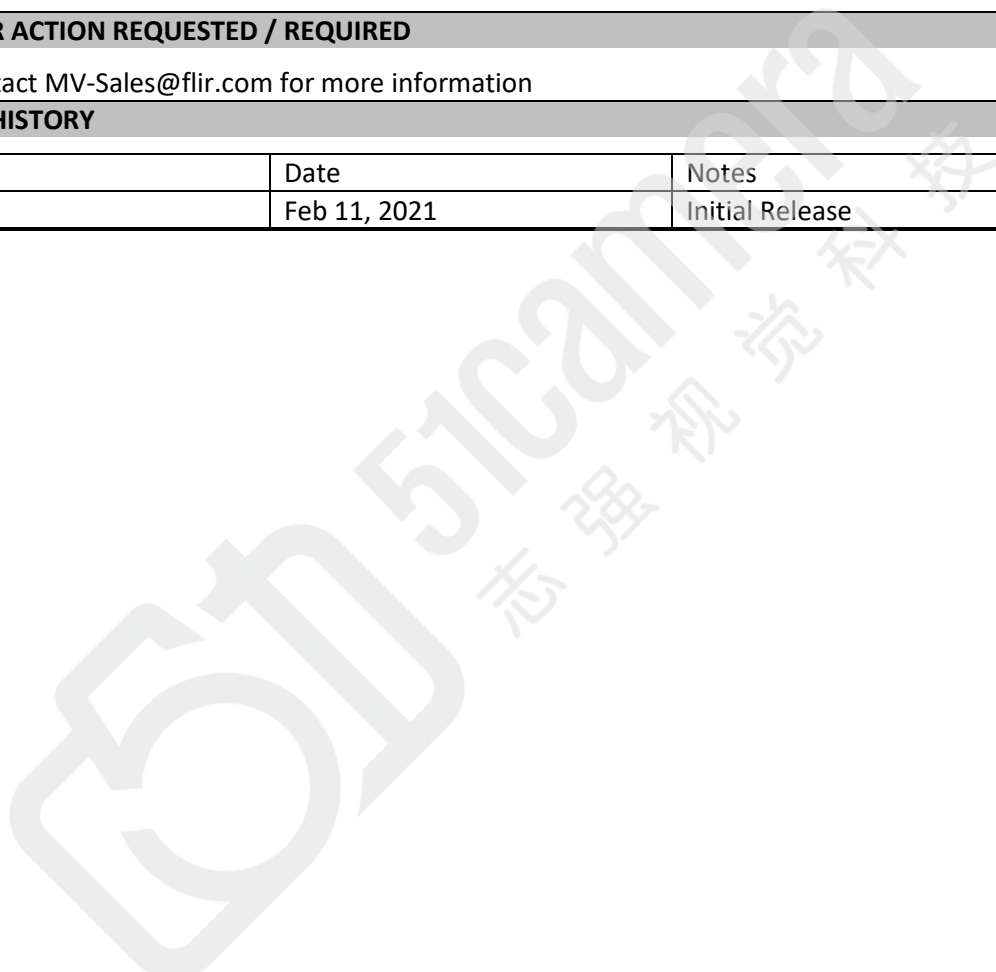 R ACTION REQUESTED / REQUIRED
tact MV-Sales@flir.com for more information
HISTORY
Date Notes
Feb 11, 2021 Initial Release
51camera
志强视觉科技